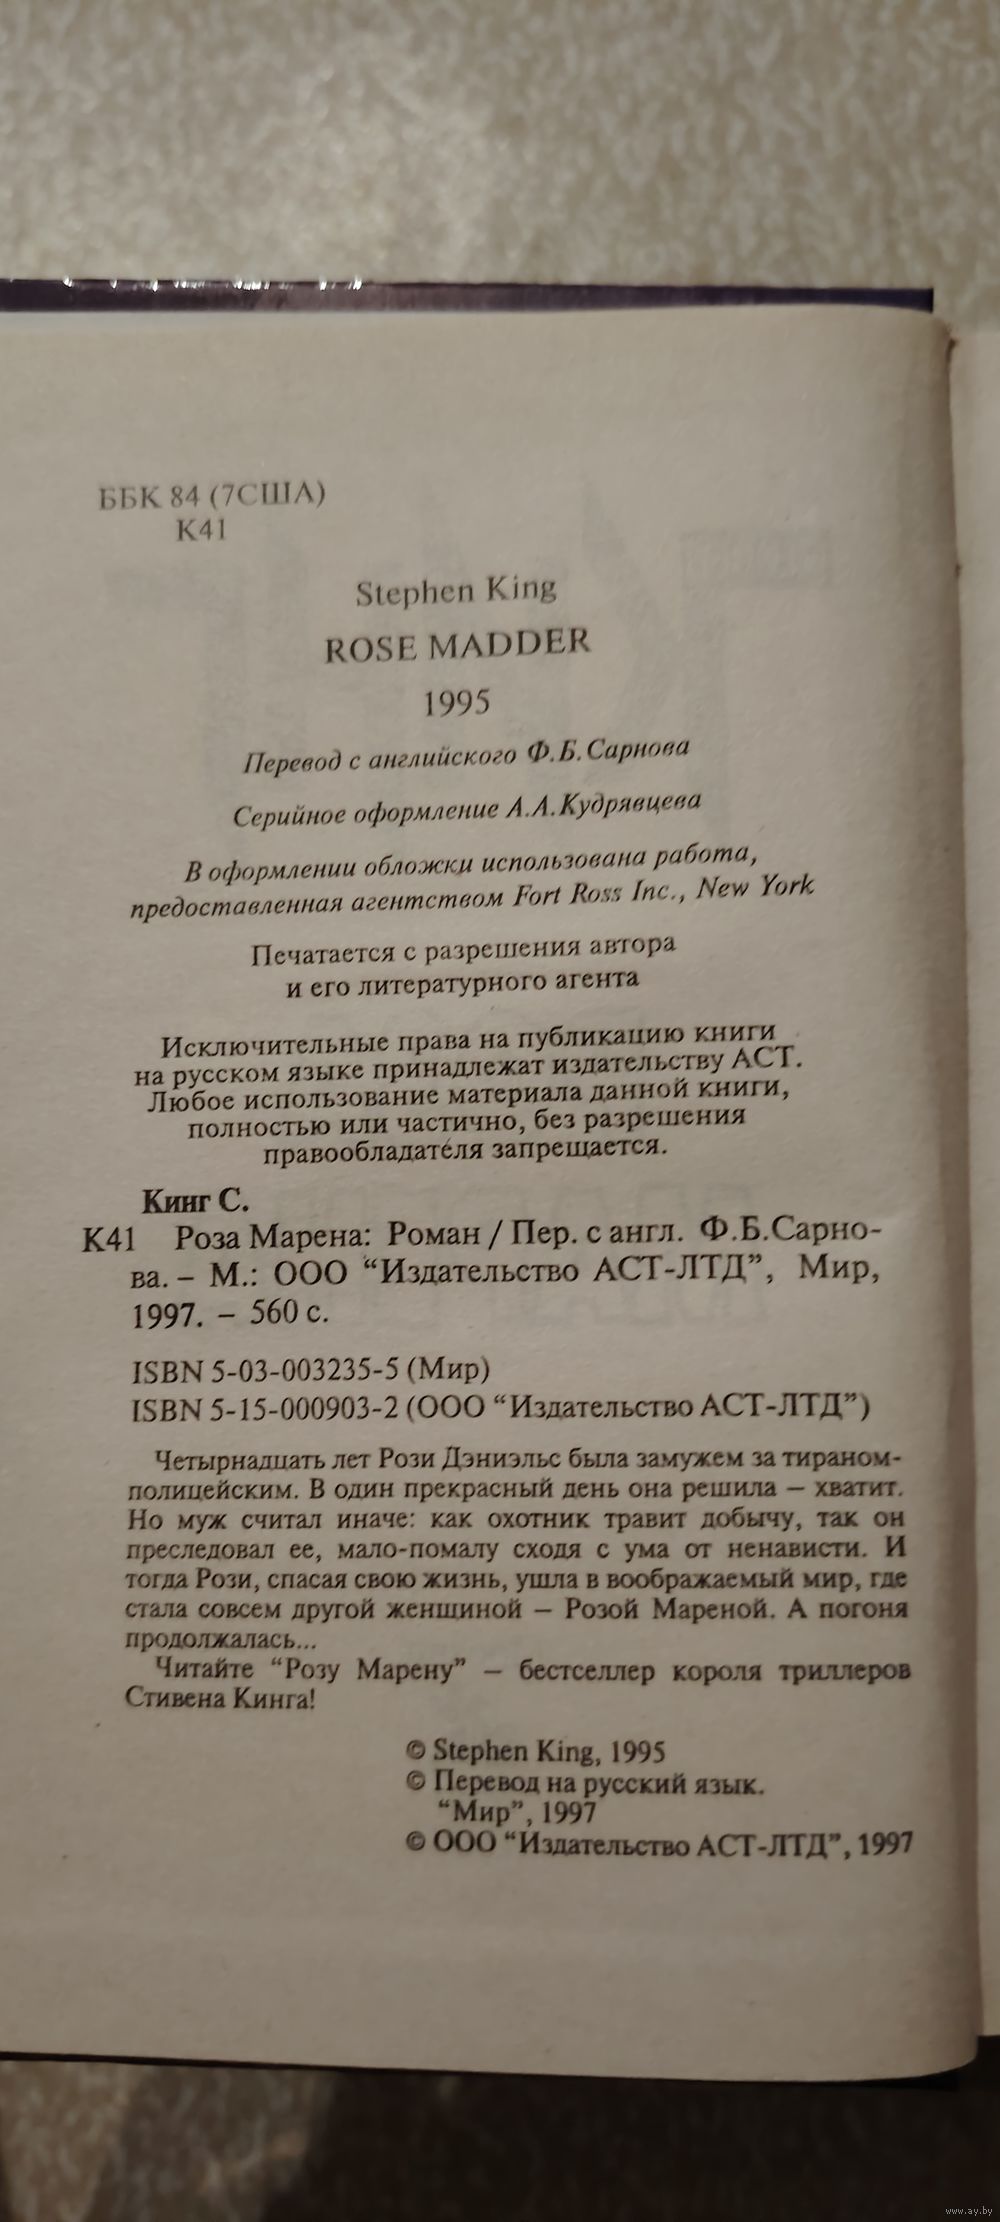 ББК 84 (7США)
К41
Stephen King
ROSE MADDER
1995
Перевод с английского Ф.Б.Сарнова
Серийное оформление А.А.Кудрявцева
В оформлении обложки использована работа,
предоставленная агентством Fort Ross Inc., New York
Печатается с разрешения автора
и его литературного агента
Исключительные права на публикацию книги
на русском языке принадлежат издательству АСТ.
Любое использование материала данной книги,
полностью или частично, без разрешения
правообладателя запрещается.
Кинг С.
К41 Роза Марена: Роман / Пер. с англ. Ф.Б.Сарно-
ва. – М.: ООО “Издательство АСТ-ЛТД”, Мир,
1997. – 560 с.
ISBN 5-03-003235-5 (Мир)
ISBN 5-15-000903-2 (ООО “Издательство АСТ-ЛТД”)
Четырнадцать лет Рози Дэниэльс была замужем за тираном-
полицейским. В один прекрасный день она решила – хватит.
Но муж считал иначе: как охотник травит добычу, так он
преследовал ее, мало-помалу сходя с ума от ненависти. И
тогда Рози, спасая свою жизнь, ушла в воображаемый мир, где
стала совсем другой женщиной – Розой Мареной. А погоня
продолжалась...
Читайте “Розу Марену” – бестселлер короля триллеров
Стивена Кинга!
© Stephen King, 1995
© Перевод на русский язык.
“Мир”, 1997
© ООО “Издательство АСТ-ЛТД”, 1997
www.ay.by